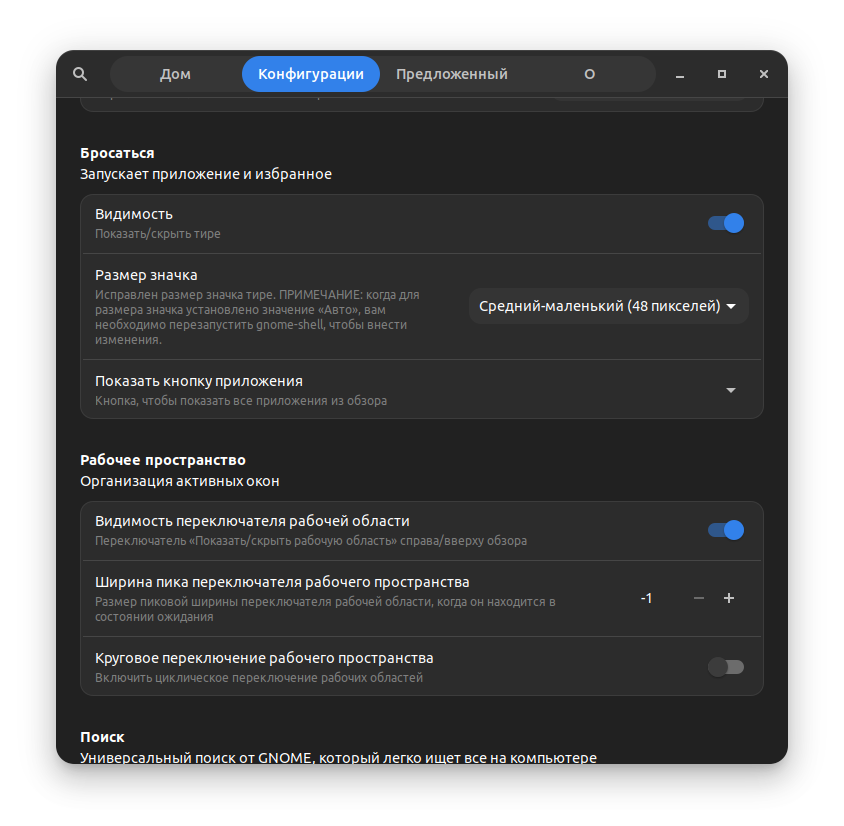 Дом
Конфигурации
Предложенный
О
Бросаться
Запускает приложение и избранное
Видимость
Показать/скрыть тире
Размер значка
Исправлен размер значка тире. ПРИМЕЧАНИЕ: когда для
размера значка установлено значение «Авто», вам
необходимо перезапустить gnome-shell, чтобы внести
изменения.
Средний-маленький (48 пикселей)
Показать кнопку приложения
Кнопка, чтобы показать все приложения из обзора
Рабочее пространство
Организация активных окон
Видимость переключателя рабочей области
Переключатель «Показать/скрыть рабочую область» справа/вверху обзора
Ширина пика переключателя рабочего пространства
Размер пиковой ширины переключателя рабочей области, когда он находится в
состоянии ожидания
-1
Круговое переключение рабочего пространства
Включить циклическое переключение рабочих областей
Поиск
Универсальный поиск от GNOME, который легко ищет все на компьютере